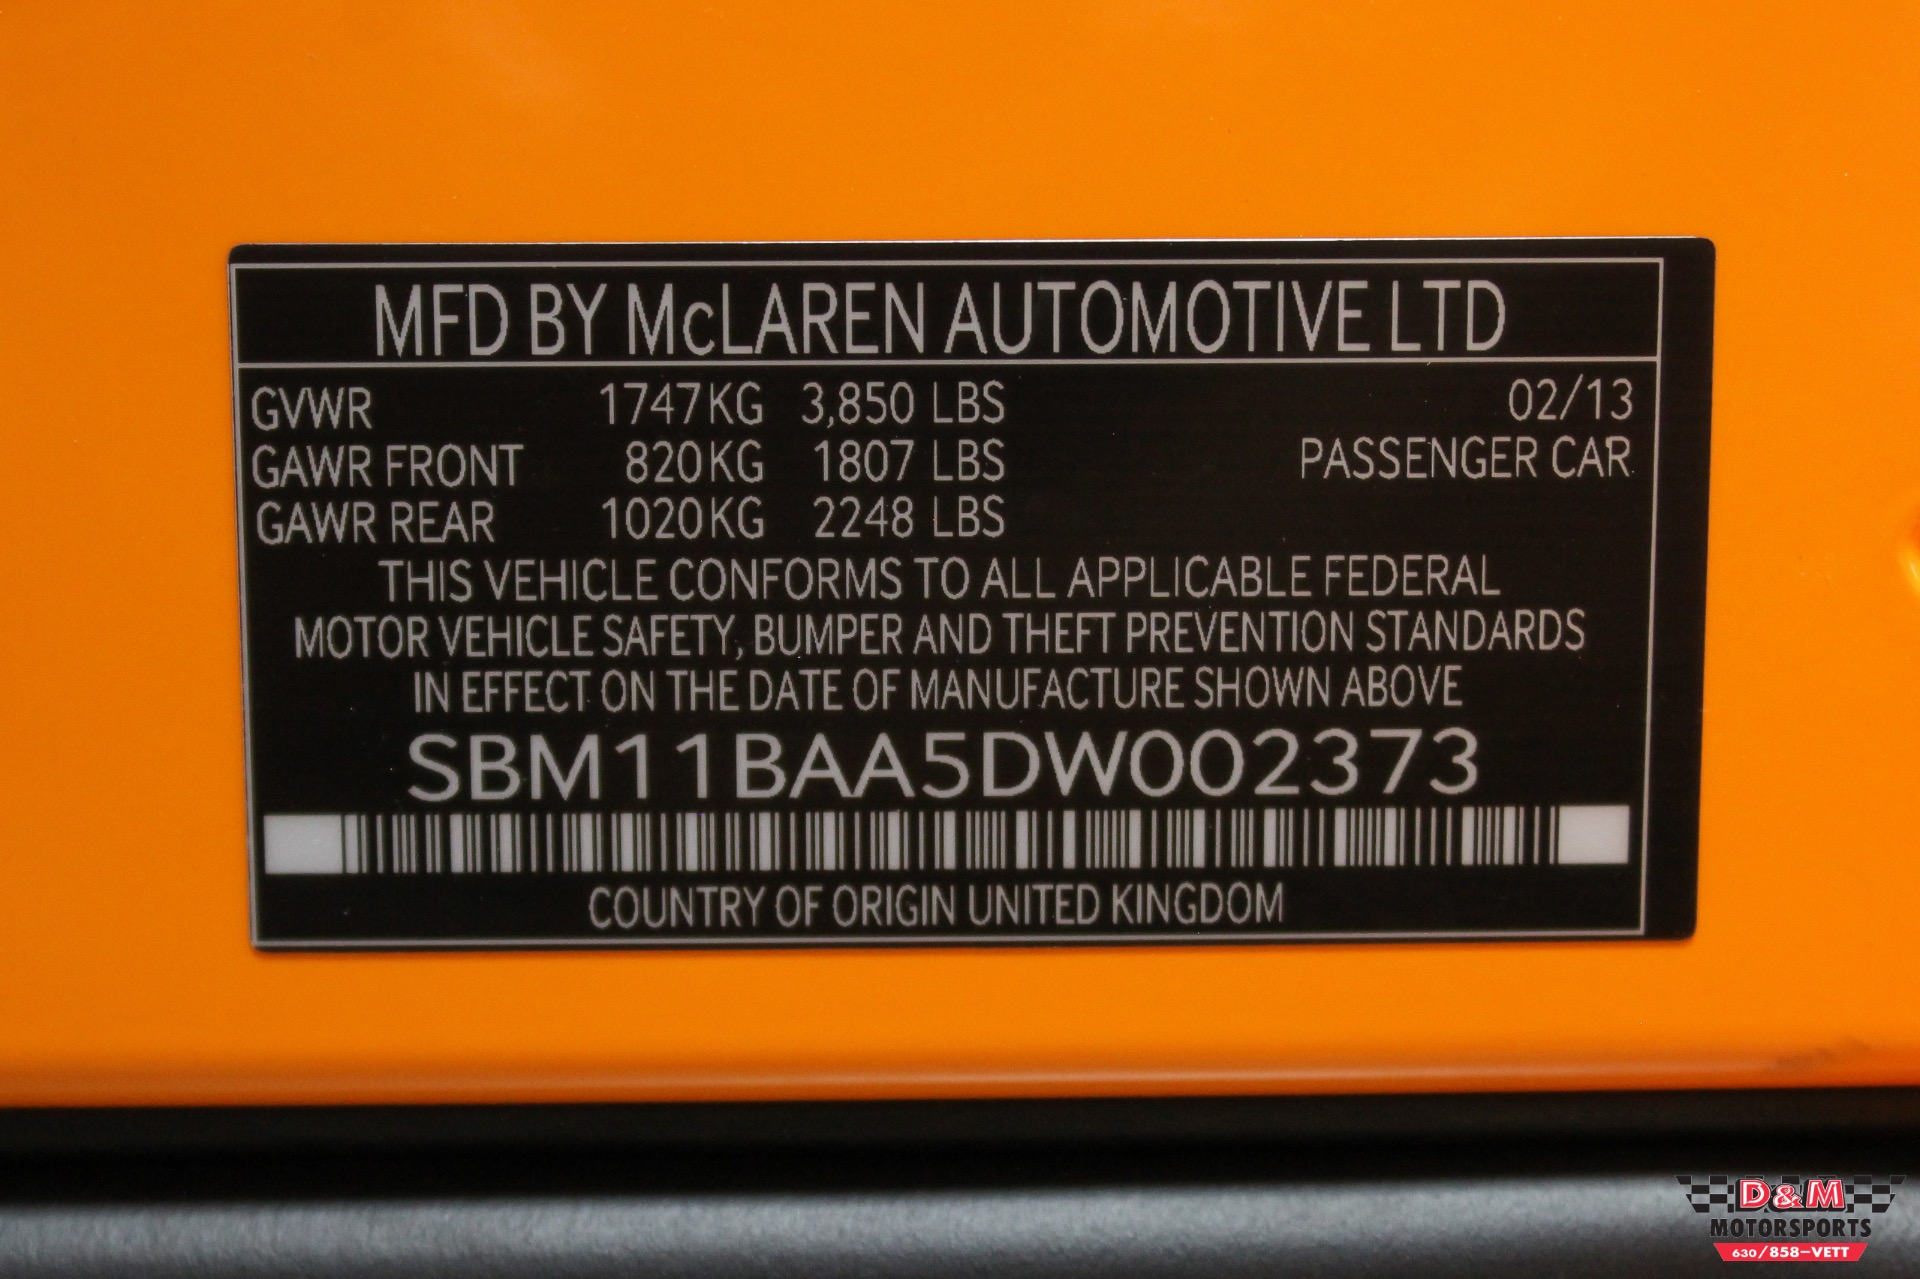 MFD BY McLAREN AUTOMOTIVE LTD
GVWR 1747KG 3,850 LBS 02/13
GAWR FRONT 820KG 1807 LBS PASSENGER CAR
GAWR REAR 1020KG 2248 LBS
THIS VEHICLE CONFORMS TO ALL APPLICABLE FEDERAL
MOTOR VEHICLE SAFETY, BUMPER AND THEFT PREVENTION STANDARDS
IN EFFECT ON THE DATE OF MANUFACTURE SHOWN ABOVE
SBM11BAA5DW002373
COUNTRY OF ORIGIN UNITED KINGDOM
D&M
MOTORSPORTS
630/858-VETT